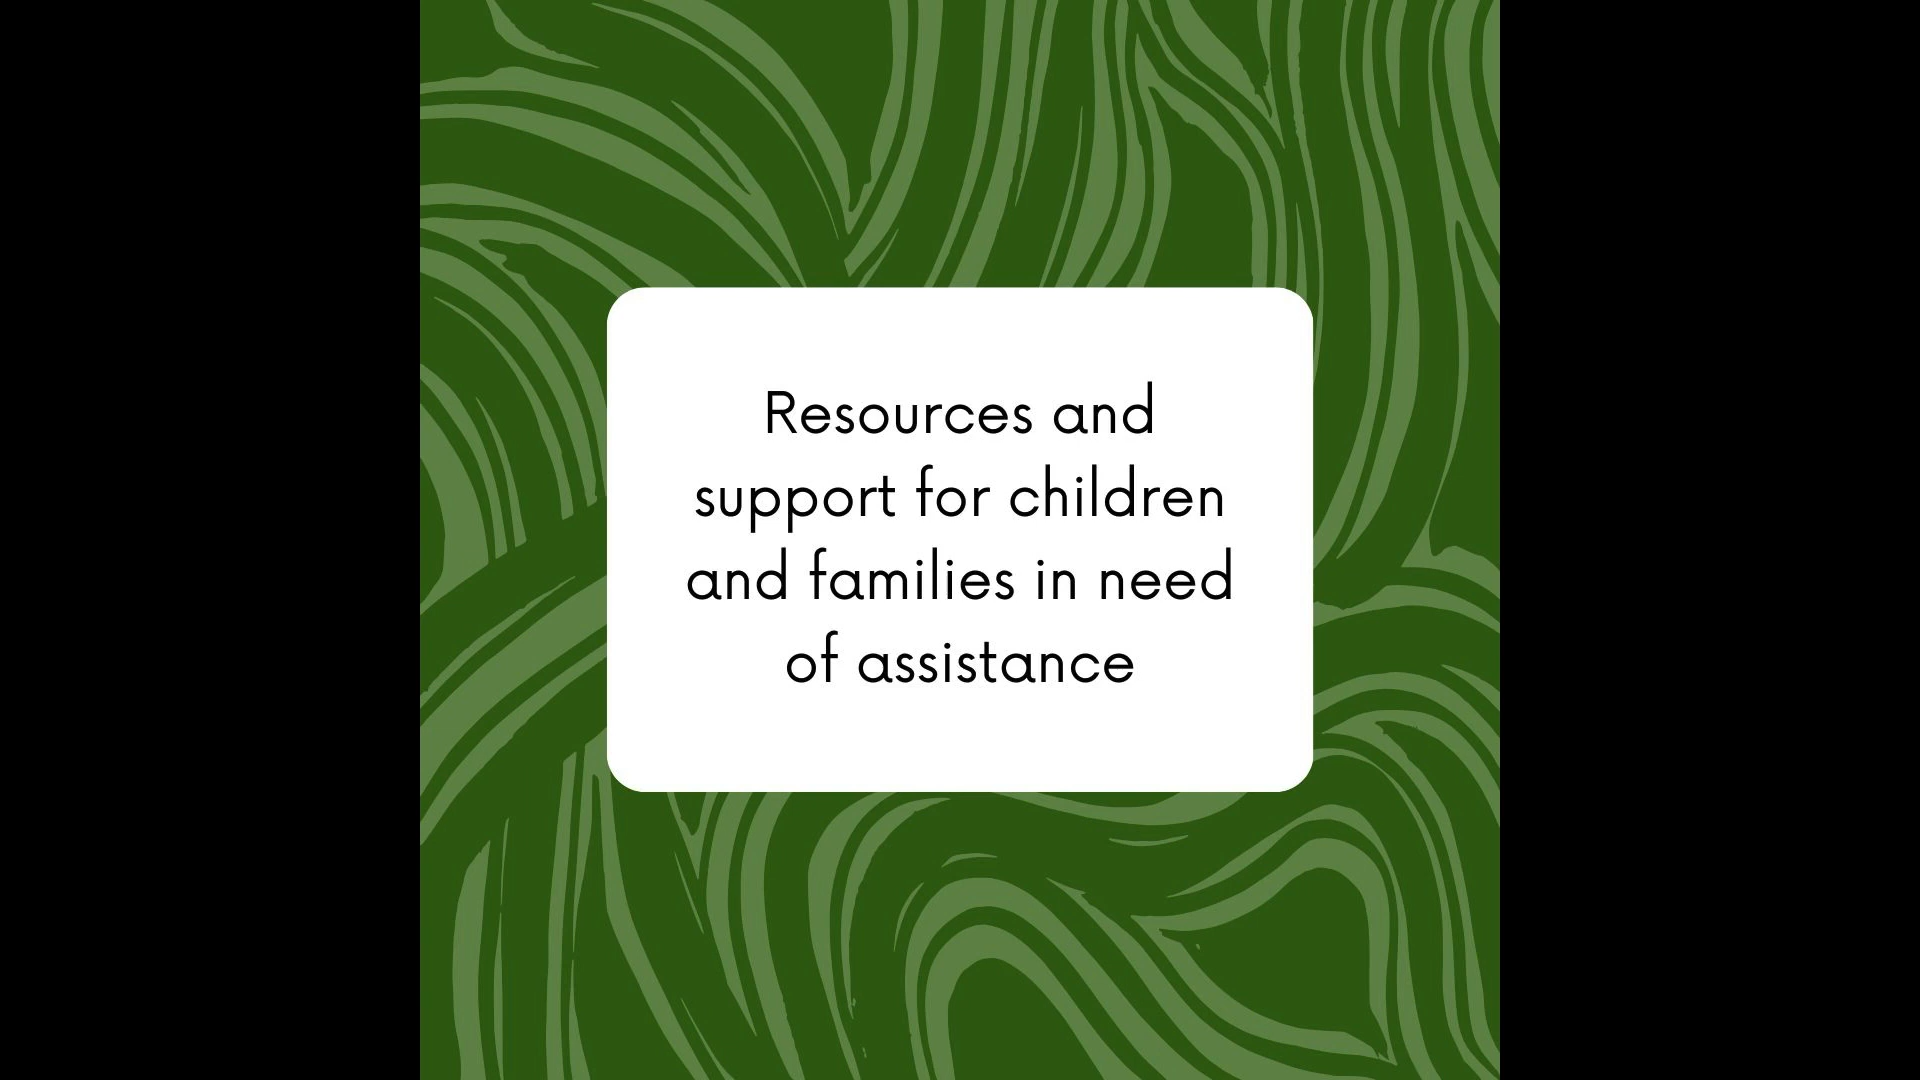 Resources and
support for children
and families in need
of assistance